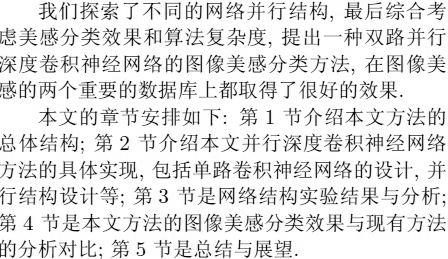 我们探索了不同的网络并行结构, 最后综合考
虑美感分类效果和算法复杂度, 提出一种双路并行
深度卷积神经网络的图像美感分类方法, 在图像美
感的两个重要的数据库上都取得了很好的效果.
本文的章节安排如下: 第 1 节介绍本文方法的
总体结构; 第 2 节介绍本文并行深度卷积神经网络
方法的具体实现, 包括单路卷积神经网络的设计, 并
行结构设计等; 第 3 节是网络结构实验结果与分析;
第 4 节是本文方法的图像美感分类效果与现有方法
的分析对比; 第 5 节是总结与展望.